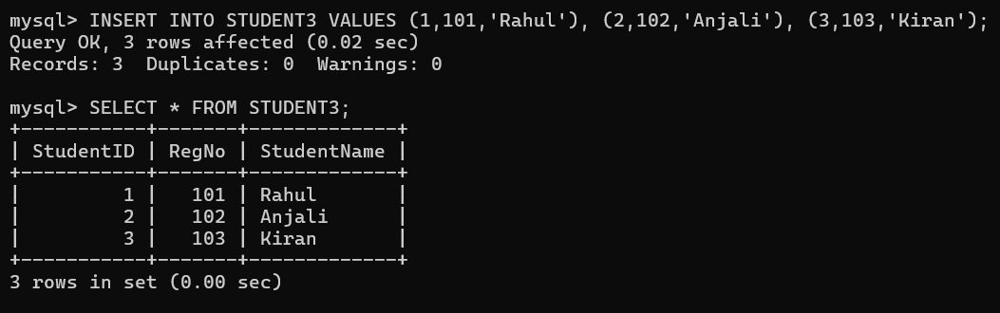 mysql> INSERT INTO STUDENT3 VALUES (1,101,'Rahul'), (2,102,'Anjali'), (3,103,'Kiran');
Query OK, 3 rows affected (0.02 sec)
Records: 3  Duplicates: 0  Warnings: 0

mysql> SELECT * FROM STUDENT3;
+-----------+-------+-------------+
| StudentID | RegNo | StudentName |
+-----------+-------+-------------+
|         1 |   101 | Rahul       |
|         2 |   102 | Anjali      |
|         3 |   103 | Kiran       |
+-----------+-------+-------------+
3 rows in set (0.00 sec)